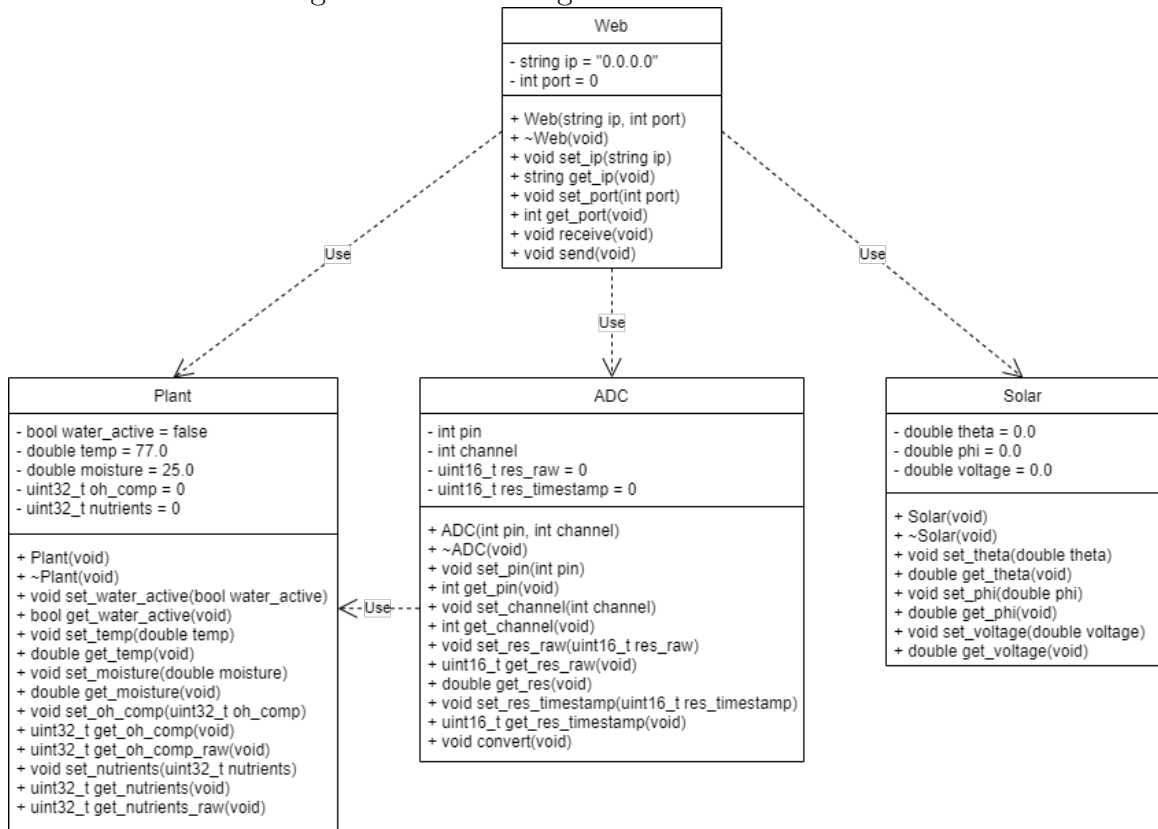 Web
- string ip = "0.0.0.0"
- int port = 0
+ Web(string ip, int port)
+ ~Web(void)
+ void set_ip(string ip)
+ string get_ip(void)
+ void set_port(int port)
+ int get_port(void)
+ void receive(void)
+ void send(void)
Use
Use
Use
Plant
- bool water_active = false
- double temp = 77.0
- double moisture = 25.0
- uint32_t oh_comp = 0
- uint32_t nutrients = 0
+ Plant(void)
+ ~Plant(void)
+ void set_water_active(bool water_active)
+ bool get_water_active(void)
+ void set_temp(double temp)
+ double get_temp(void)
+ void set_moisture(double moisture)
+ double get_moisture(void)
+ void set_oh_comp(uint32_t oh_comp)
+ uint32_t get_oh_comp(void)
+ uint32_t get_oh_comp_raw(void)
+ void set_nutrients(uint32_t nutrients)
+ uint32_t get_nutrients(void)
+ uint32_t get_nutrients_raw(void)
Use
ADC
- int pin
- int channel
- uint16_t res_raw = 0
- uint16_t res_timestamp = 0
+ ADC(int pin, int channel)
+ ~ADC(void)
+ void set_pin(int pin)
+ int get_pin(void)
+ void set_channel(int channel)
+ int get_channel(void)
+ void set_res_raw(uint16_t res_raw)
+ uint16_t get_res_raw(void)
+ double get_res(void)
+ void set_res_timestamp(uint16_t res_timestamp)
+ uint16_t get_res_timestamp(void)
+ void convert(void)
Solar
- double theta = 0.0
- double phi = 0.0
- double voltage = 0.0
+ Solar(void)
+ ~Solar(void)
+ void set_theta(double theta)
+ double get_theta(void)
+ void set_phi(double phi)
+ double get_phi(void)
+ void set_voltage(double voltage)
+ double get_voltage(void)